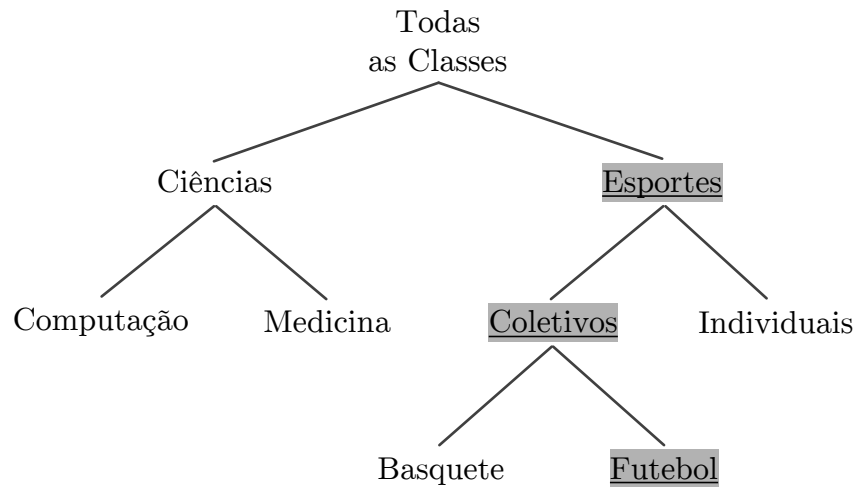 Todas
as Classes
Ciências
Esportes
Computação
Medicina
Coletivos
Individuais
Basquete
Futebol